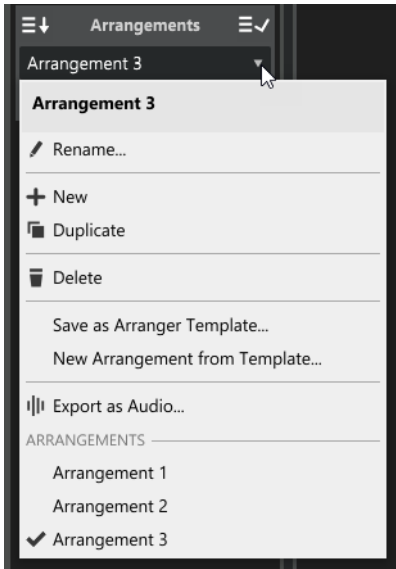 Arrangements
Arrangement 3
Arrangement 3
Rename...
New
Duplicate
Delete
Save as Arranger Template...
New Arrangement from Template...
Export as Audio...
ARRANGEMENTS
Arrangement 1
Arrangement 2
Arrangement 3